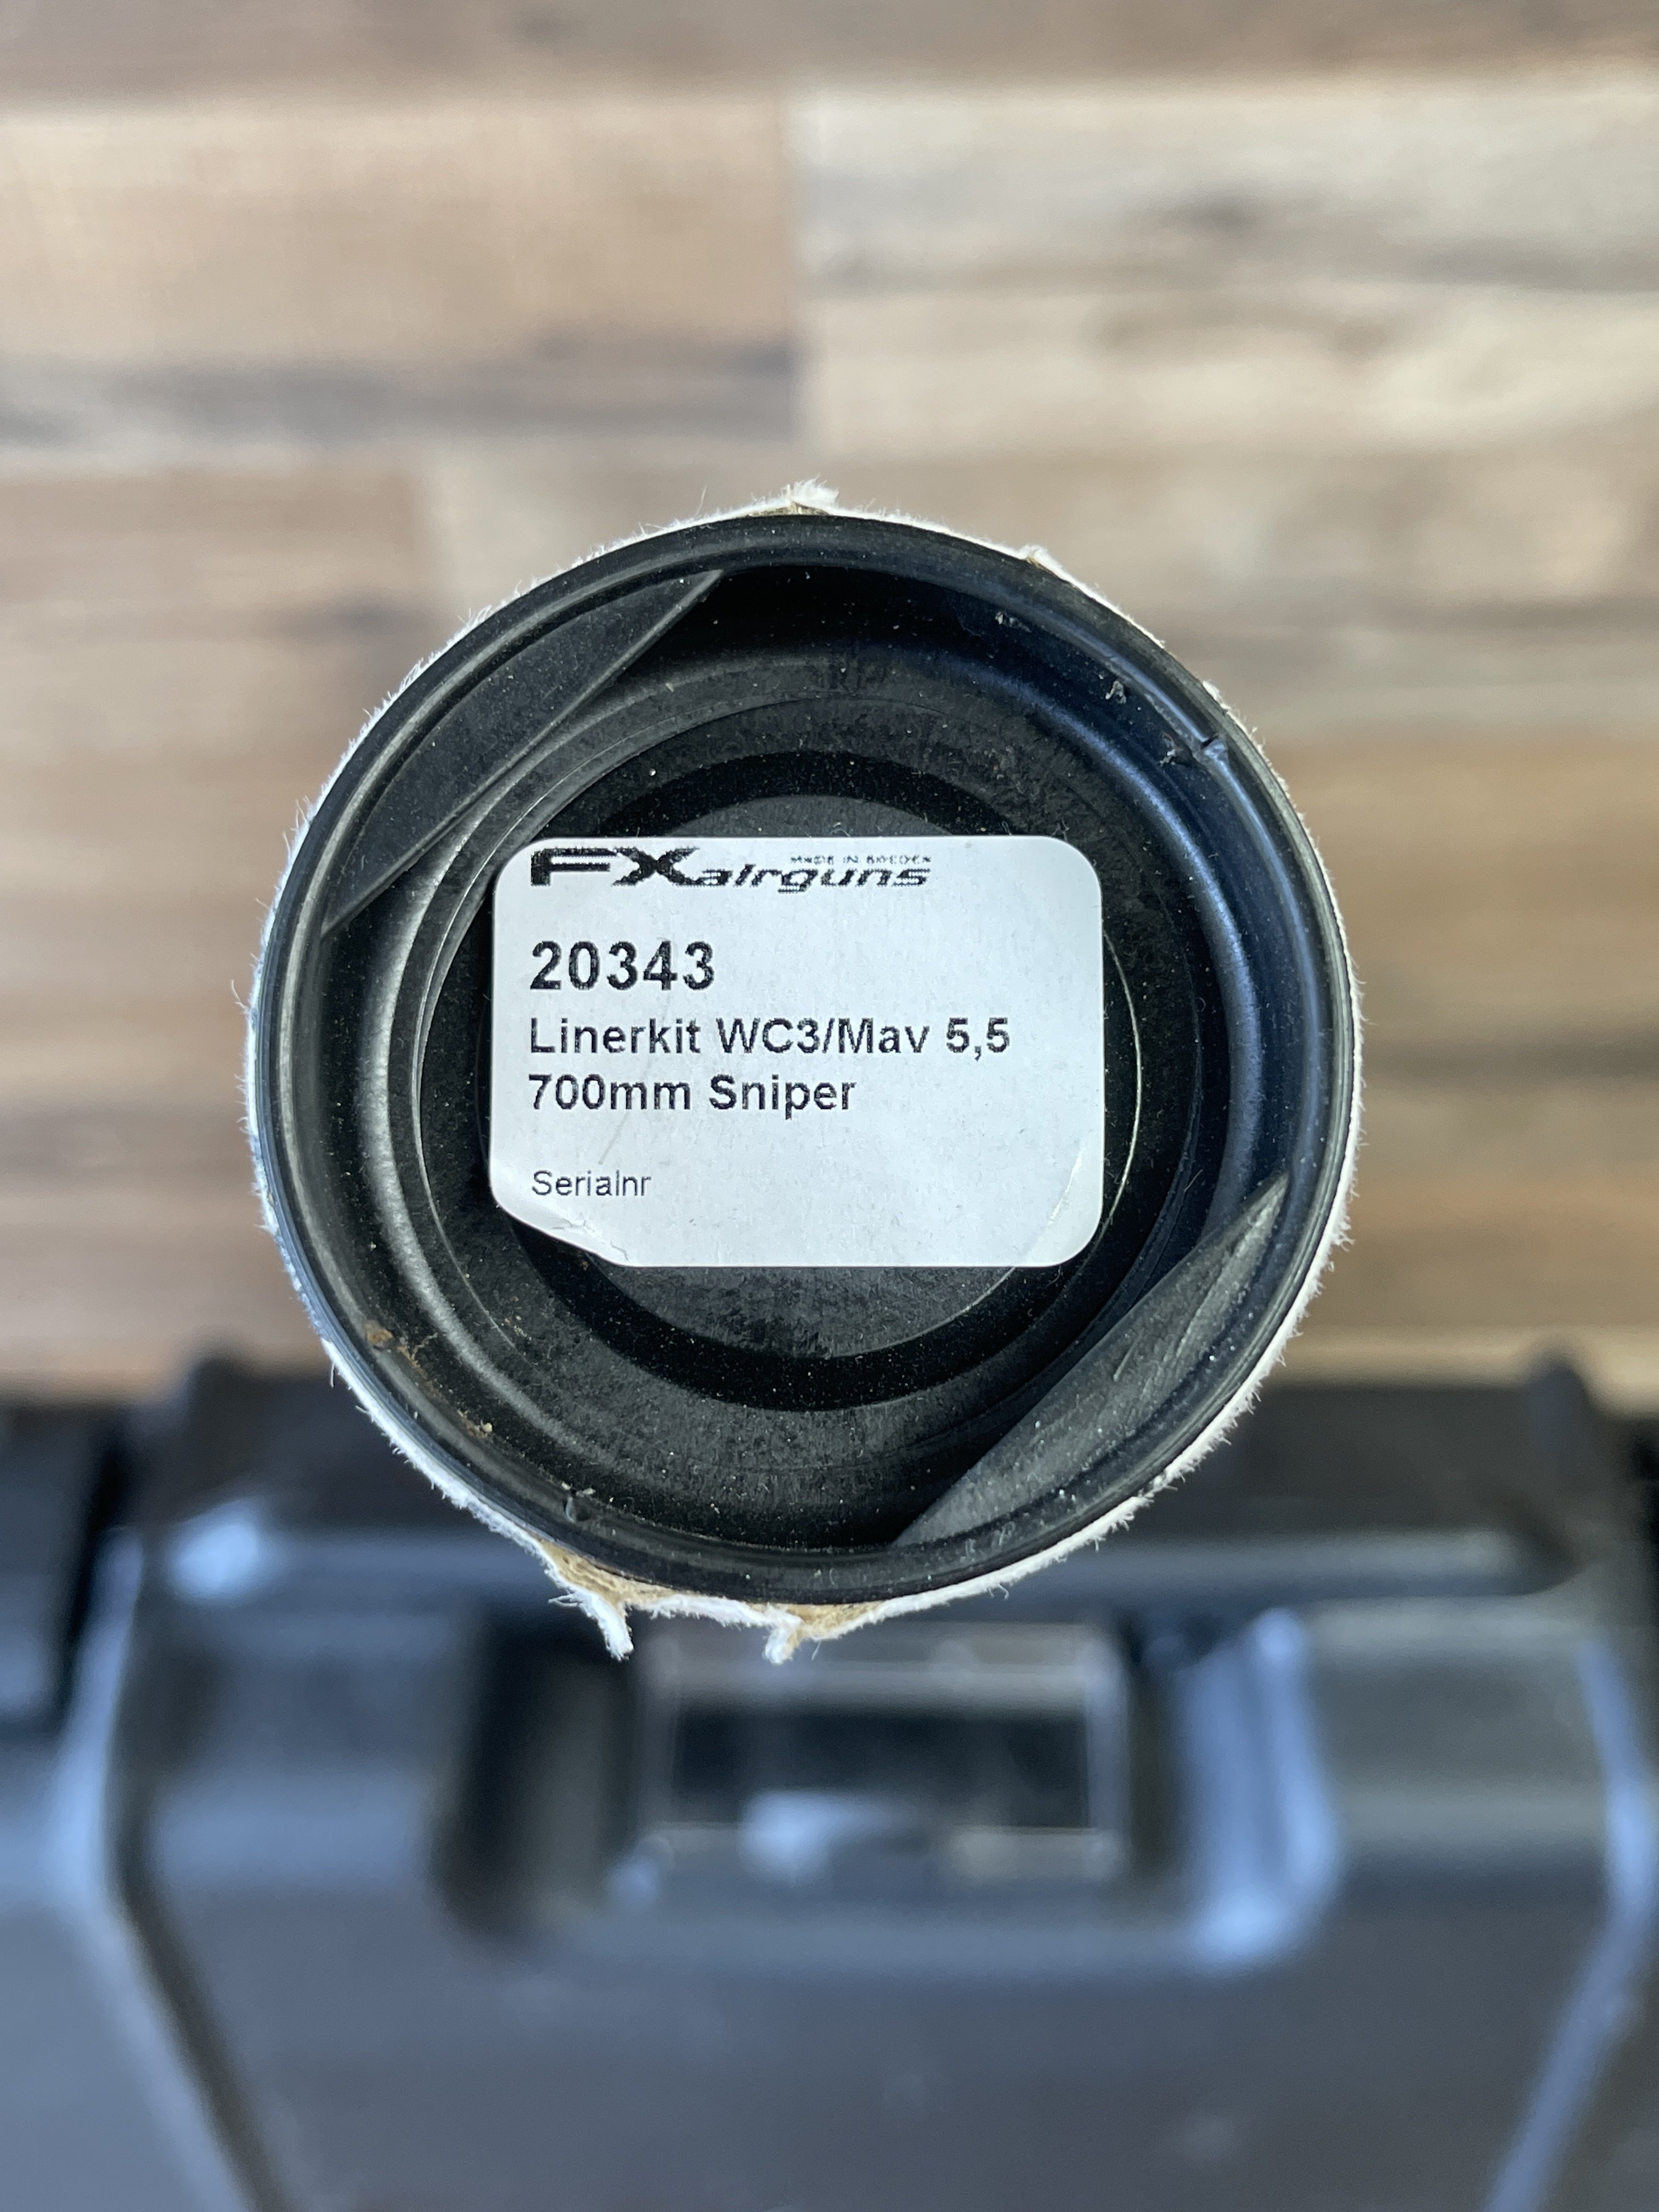 FXairguns MADE IN SWEDEN
20343
Linerkit WC3/Mav 5,5
700mm Sniper
Serialnr